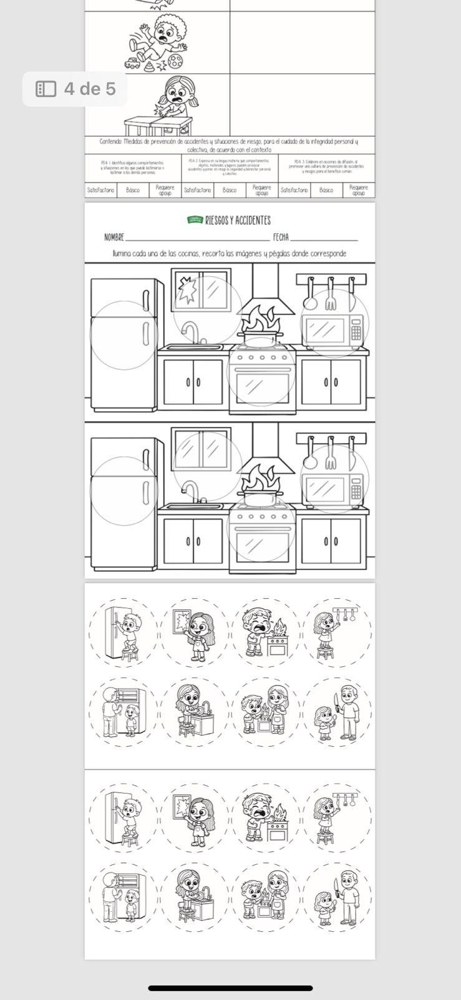 4 de 5
Contenido: Medidas de prevención de accidentes y situaciones de riesgo, para el cuidado de la integridad personal y
colectiva, de acuerdo con el contexto
PDA 1: Identifica algunos comportamientos
y situaciones en los que puede lastimarse o
lastimar a las demás personas.
PDA 2: Expresa en su lengua materna que comportamientos,
objetos, materiales y lugares pueden provocar
accidentes y poner en riesgo la seguridad y bienestar personal
y colectivo.
PDA 3: Colabora en acciones de difusión, al
promover una cultura de prevención de accidentes
y riesgos para el beneficio común.
Satisfactorio Básico Requiere apoyo Satisfactorio Básico Requiere apoyo Satisfactorio Básico Requiere apoyo
RIESGOS Y ACCIDENTES
NOMBRE FECHA
Ilumina cada una de las cocinas, recorta las imágenes y pégalas donde corresponde